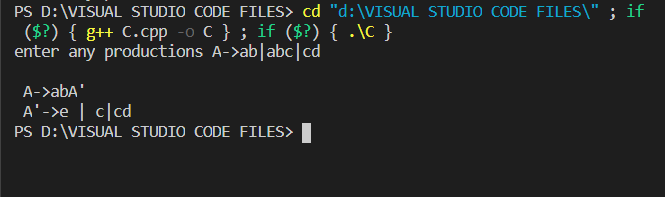 PS D:\VISUAL STUDIO CODE FILES> cd "d:\VISUAL STUDIO CODE FILES\" ; if
($?) { g++ C.cpp -o C } ; if ($?) { .\C }
enter any productions A->ab|abc|cd
A->abA'
A'->e | c|cd
PS D:\VISUAL STUDIO CODE FILES>